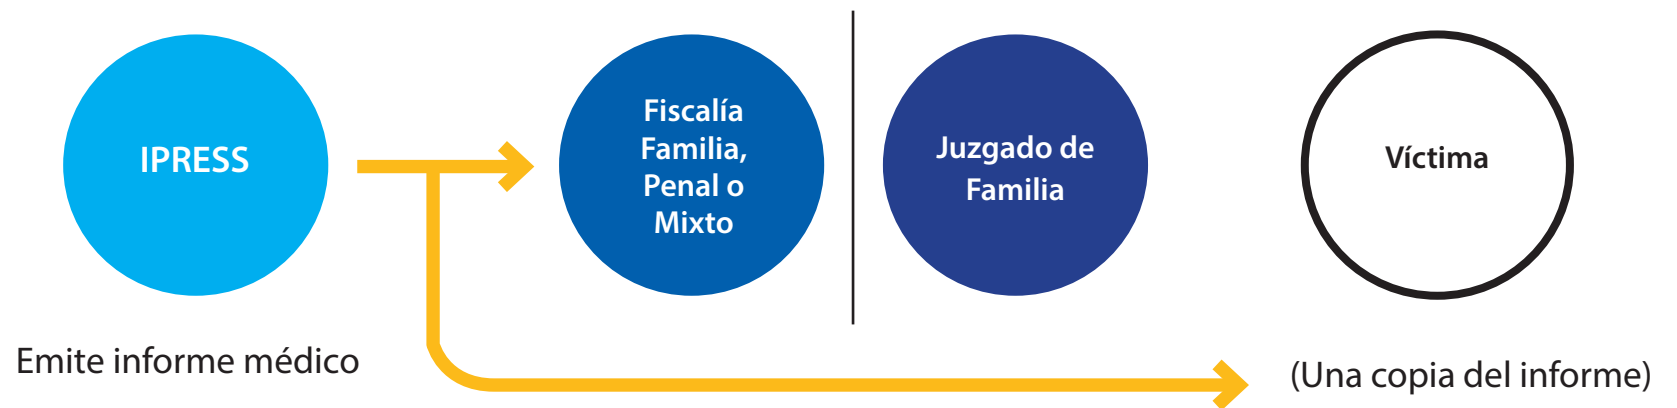 IPRESS
Fiscalía
Familia,
Penal o
Mixto
Juzgado de
Familia
Víctima
Emite informe médico
(Una copia del informe)